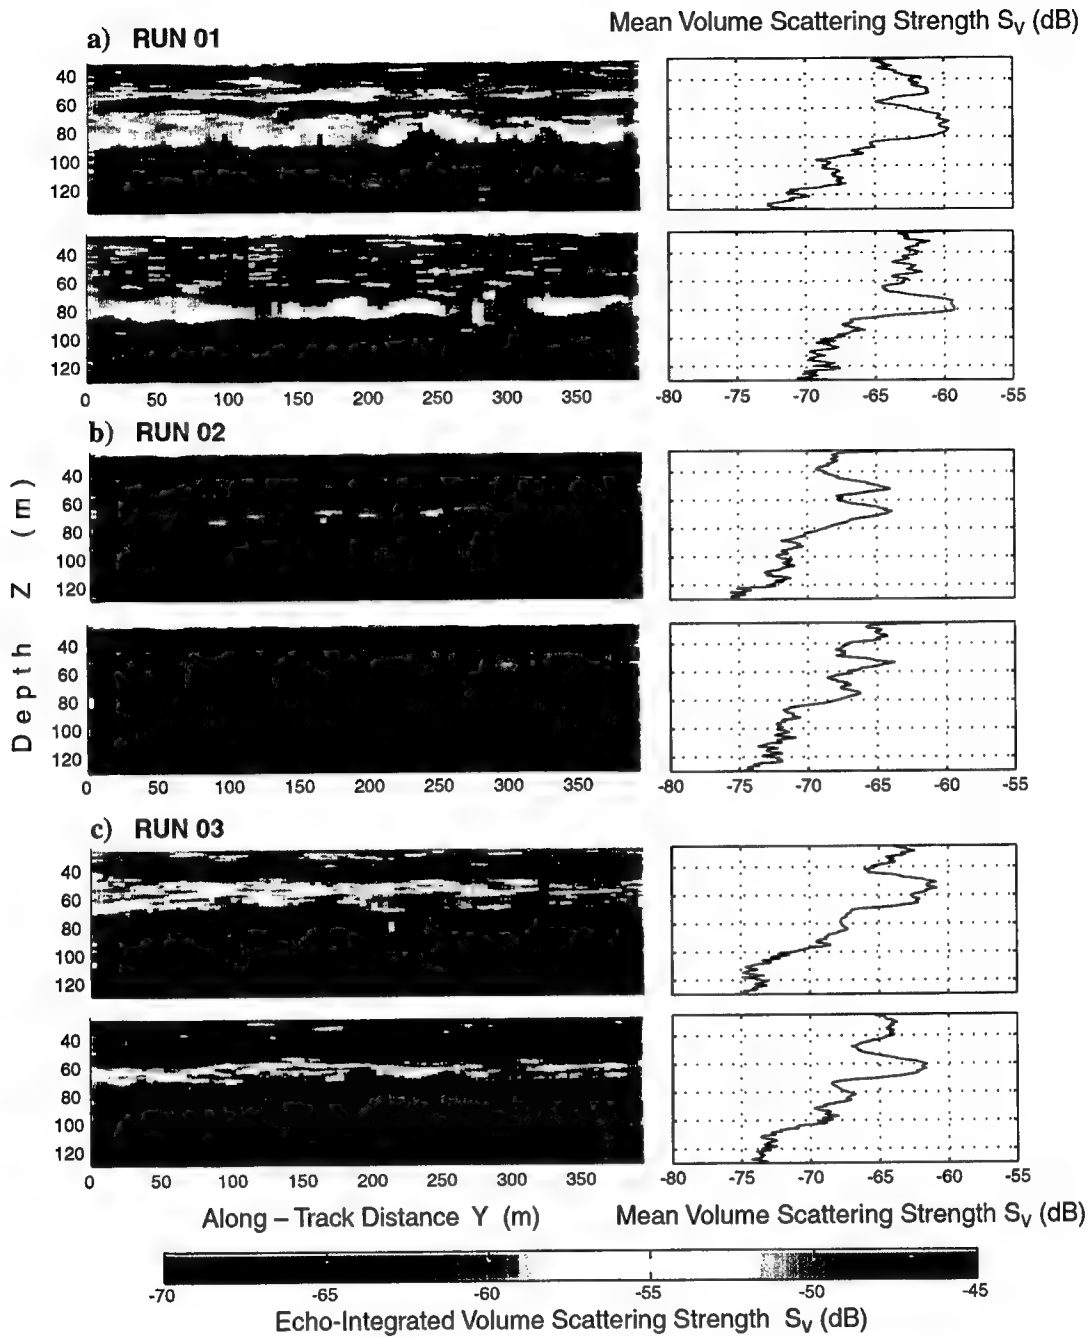 Mean Volume Scattering Strength Sv (dB)
a) RUN 01
40
60
80
100
120
40
60
80
100
120
0 50 100 150 200 250 300 350
-80 -75 -70 -65 -60 -55
b) RUN 02
40
60
80
100
120
40
60
80
100
120
0 50 100 150 200 250 300 350
-80 -75 -70 -65 -60 -55
Depth Z (m)
c) RUN 03
40
60
80
100
120
40
60
80
100
120
0 50 100 150 200 250 300 350
-80 -75 -70 -65 -60 -55
Along – Track Distance Y (m)
Mean Volume Scattering Strength Sv (dB)
-70 -65 -60 -55 -50 -45
Echo-Integrated Volume Scattering Strength Sv (dB)